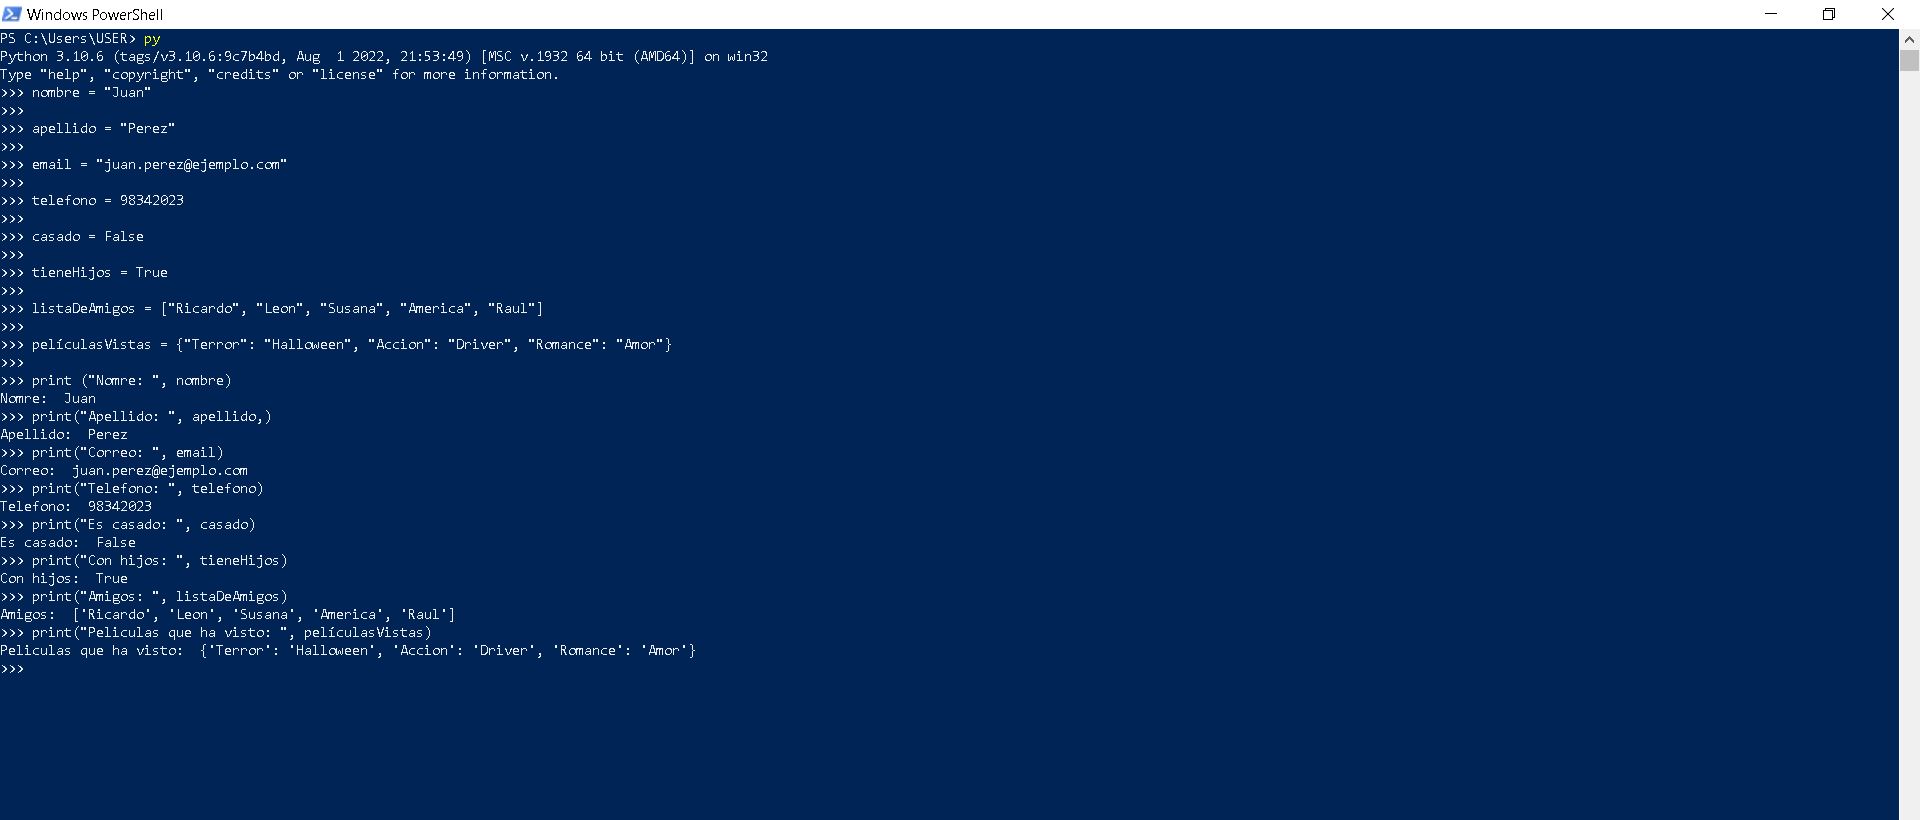 Windows PowerShell
PS C:\Users\USER> py
Python 3.10.6 (tags/v3.10.6:9c7b4bd, Aug  1 2022, 21:53:49) [MSC v.1932 64 bit (AMD64)] on win32
Type "help", "copyright", "credits" or "license" for more information.
>>> nombre = "Juan"
>>>
>>> apellido = "Perez"
>>>
>>> email = "juan.perez@ejemplo.com"
>>>
>>> telefono = 98342023
>>>
>>> casado = False
>>>
>>> tieneHijos = True
>>>
>>> listaDeAmigos = ["Ricardo", "Leon", "Susana", "America", "Raul"]
>>>
>>> películasVistas = {"Terror": "Halloween", "Accion": "Driver", "Romance": "Amor"}
>>>
>>> print ("Nomre: ", nombre)
Nomre:  Juan
>>> print("Apellido: ", apellido,)
Apellido:  Perez
>>> print("Correo: ", email)
Correo:  juan.perez@ejemplo.com
>>> print("Telefono: ", telefono)
Telefono:  98342023
>>> print("Es casado: ", casado)
Es casado:  False
>>> print("Con hijos: ", tieneHijos)
Con hijos:  True
>>> print("Amigos: ", listaDeAmigos)
Amigos:  ['Ricardo', 'Leon', 'Susana', 'America', 'Raul']
>>> print("Peliculas que ha visto: ", películasVistas)
Peliculas que ha visto:  {'Terror': 'Halloween', 'Accion': 'Driver', 'Romance': 'Amor'}
>>>